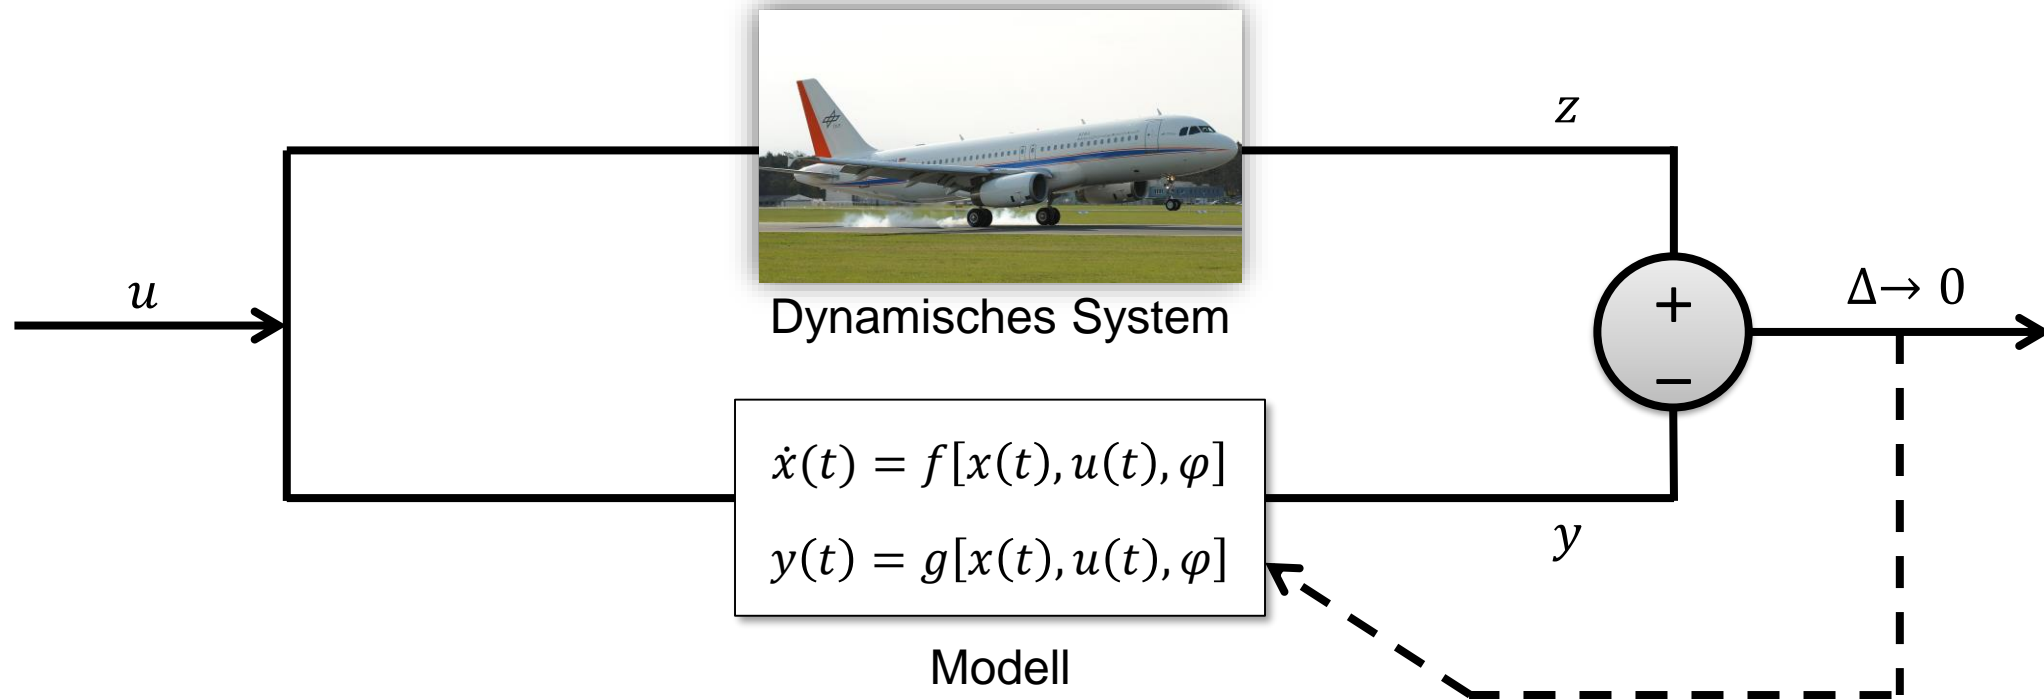 z
u
Δ→ 0
+
−
Dynamisches System
ẋ(t) = f[x(t), u(t), φ]
y(t) = g[x(t), u(t), φ]
y
Modell